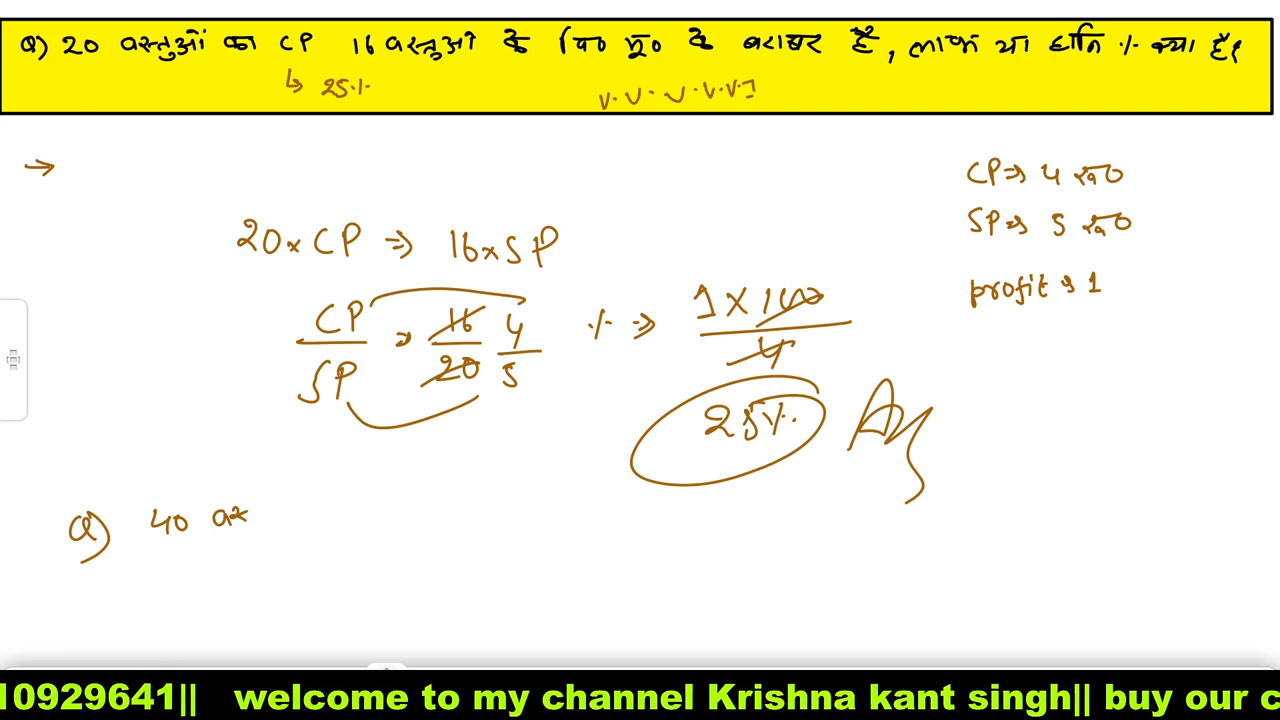 Q) 20 वस्तुओं का CP 16 वस्तुओं के वि० मू० के बराबर है, लाभ या हानि % क्या है।
↳ 25% V.V.V.V.V.I
→
CP ⇒ 4 रू०
SP ⇒ 5 रू०
profit ⇒ 1
20 × CP ⇒ 16 × SP
CP/SP ⇒ 16/20 4/5
% ⇒ 1 × 100/4
25% Ans
Q) 40 वस
10929641|| welcome to my channel Krishna kant singh|| buy our c